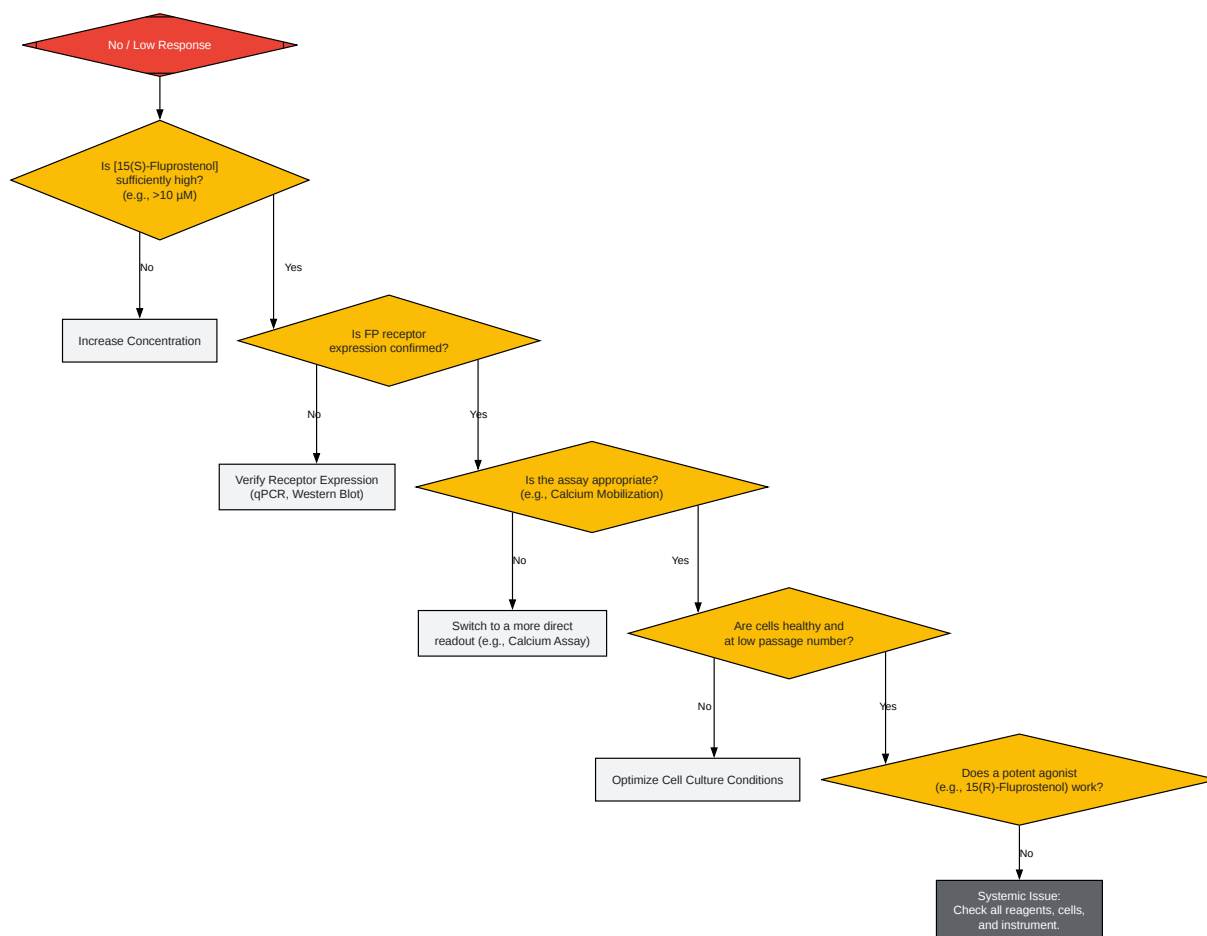 No / Low Response
Is [15(S)-Fluprostenol]
sufficiently high?
(e.g., >10 µM)
No
Yes
Increase Concentration
Is FP receptor
expression confirmed?
No
Yes
Verify Receptor Expression
(qPCR, Western Blot)
Is the assay appropriate?
(e.g., Calcium Mobilization)
No
Yes
Switch to a more direct
readout (e.g., Calcium Assay)
Are cells healthy and
at low passage number?
No
Yes
Optimize Cell Culture Conditions
Does a potent agonist
(e.g., 15(R)-Fluprostenol) work?
No
Systemic Issue:
Check all reagents, cells,
and instrument.